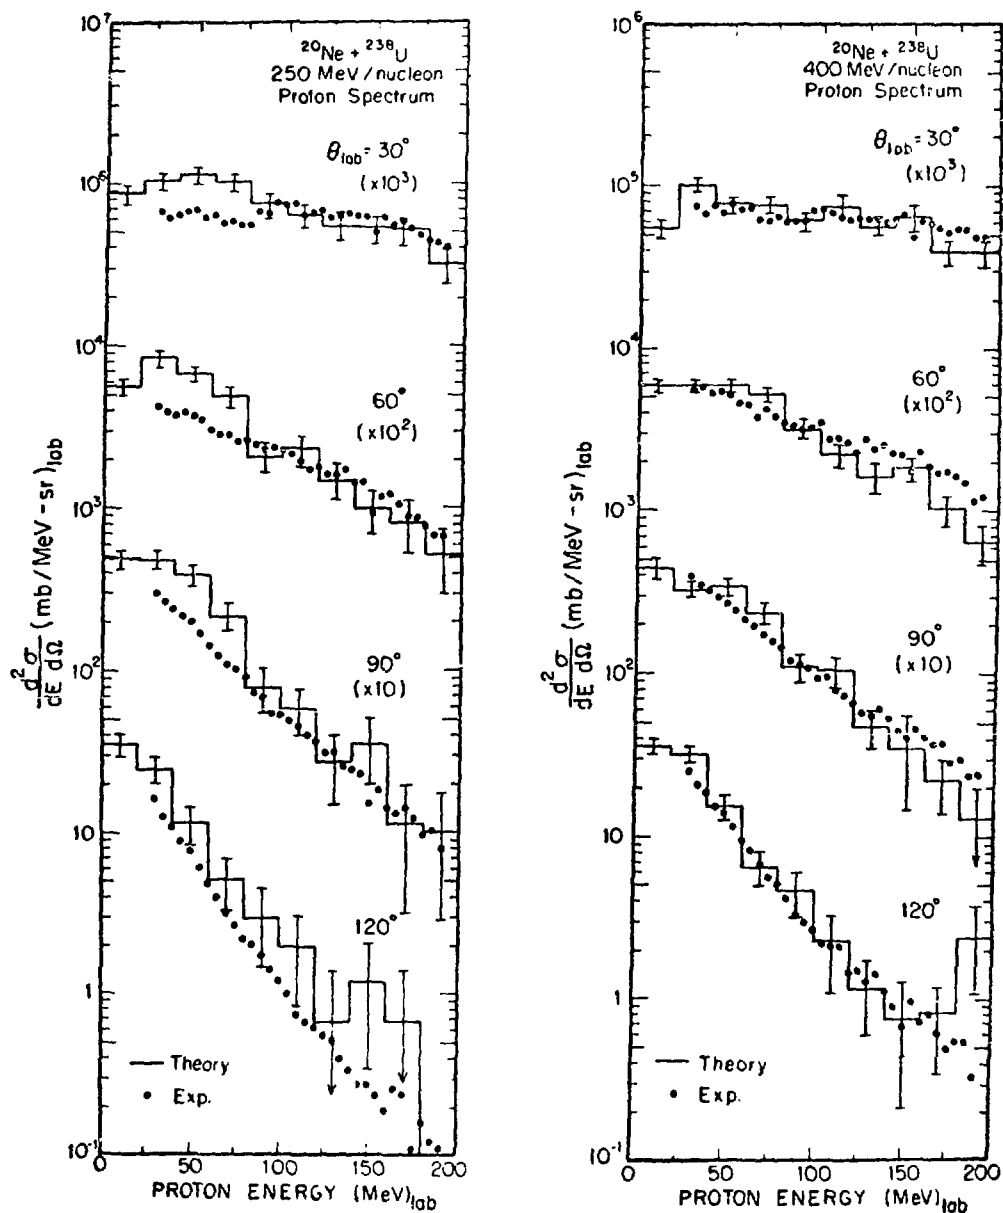 ²⁰Ne + ²³⁸U
250 MeV/nucleon
Proton Spectrum
θlab = 30°
(×10³)
60°
(×10²)
90°
(×10)
120°
10⁷
10⁶
10⁵
10⁴
10³
10²
10
1
10⁻¹
d²σ/dE dΩ (mb/MeV-sr)lab
— Theory
• Exp.
0 50 100 150 200
PROTON ENERGY (MeV)lab
²⁰Ne + ²³⁸U
400 MeV/nucleon
Proton Spectrum
θlab = 30°
(×10³)
60°
(×10²)
90°
(×10)
120°
10⁶
10⁵
10⁴
10³
10²
10
1
10⁻¹
d²σ/dE dΩ (mb/MeV-sr)lab
— Theory
• Exp.
0 50 100 150 200
PROTON ENERGY (MeV)lab